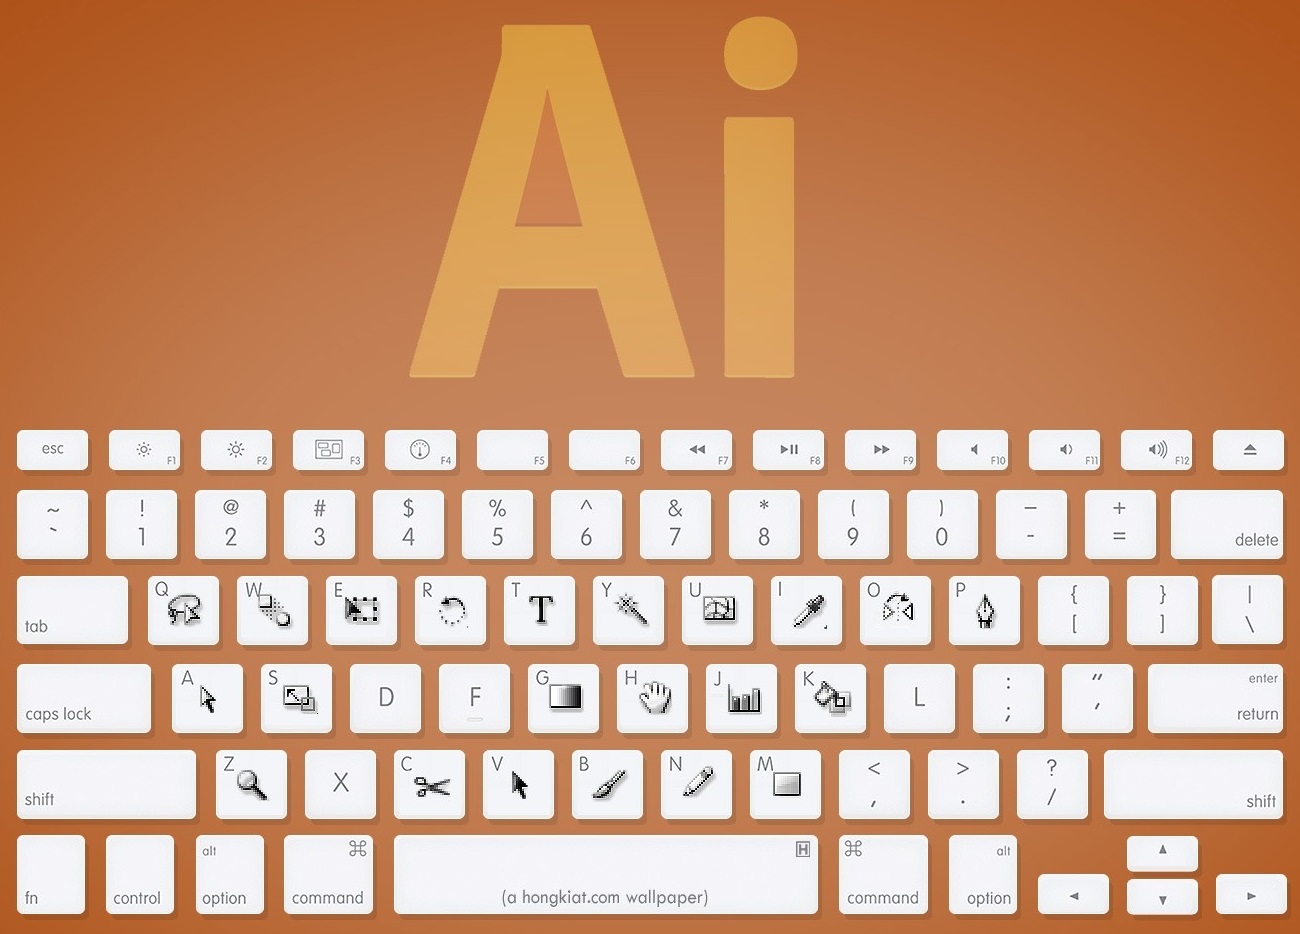 Ai
esc F1 F2 F3 F4 F5 F6 F7 F8 F9 F10 F11 F12
~ ! @ # $ % ^ & * ( ) – +
` 1 2 3 4 5 6 7 8 9 0 - = delete
Q W E R T Y U I O P { } |
tab T [ ] \
A S D F G H J K L : “ enter
caps lock ; ‘ return
Z X C V B N M < > ? 
shift , . / shift
alt ⌘ H ⌘ alt
fn control option command (a hongkiat.com wallpaper) command option